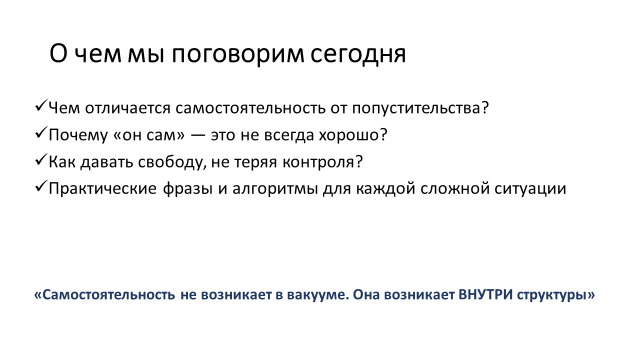 О чем мы поговорим сегодня
✓Чем отличается самостоятельность от попустительства?
✓Почему «он сам» — это не всегда хорошо?
✓Как давать свободу, не теряя контроля?
✓Практические фразы и алгоритмы для каждой сложной ситуации
«Самостоятельность не возникает в вакууме. Она возникает ВНУТРИ структуры»